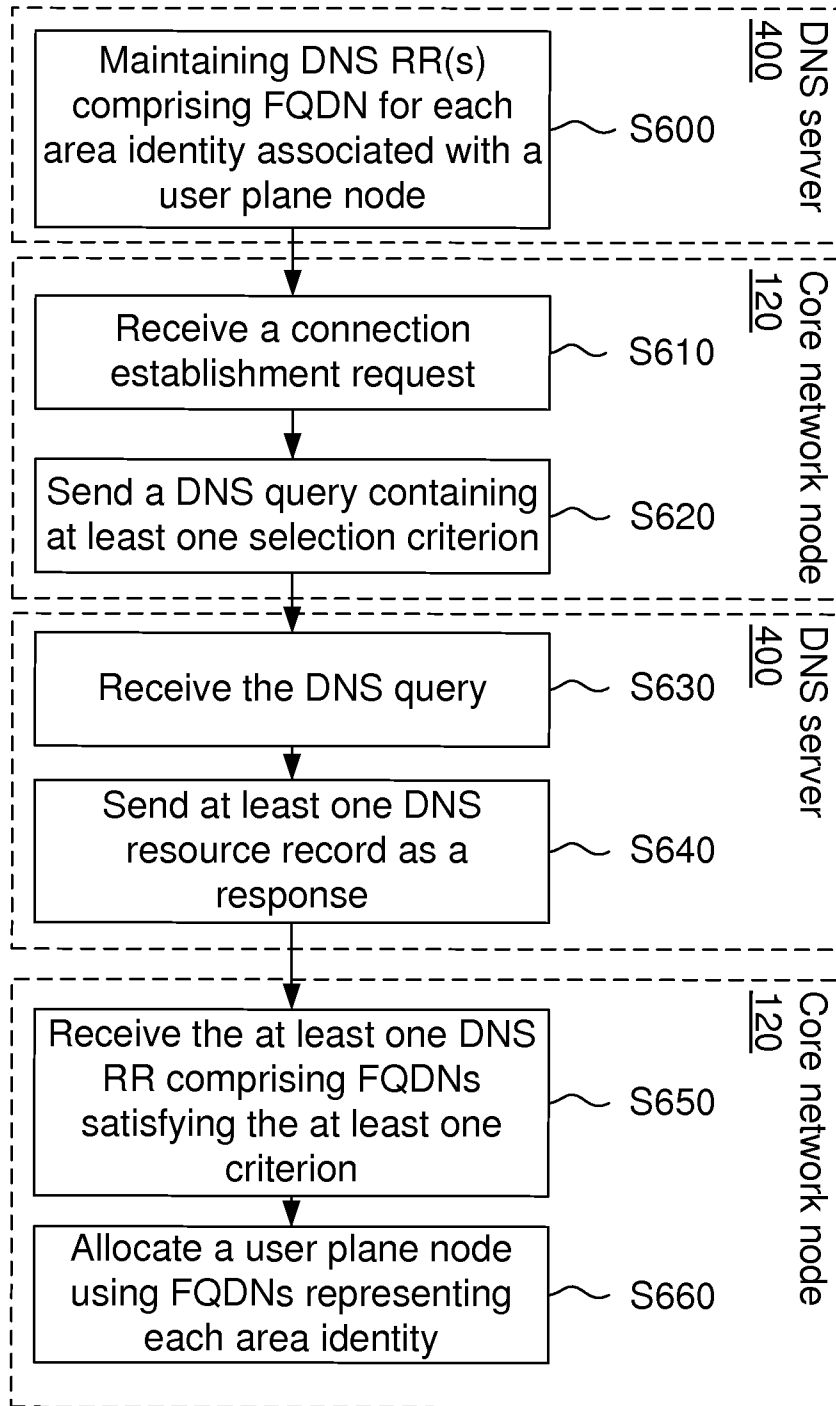 DNS server
400
Maintaining DNS RR(s)
comprising FQDN for each
area identity associated with a
user plane node
S600
Core network node
120
Receive a connection
establishment request
S610
Send a DNS query containing
at least one selection criterion
S620
DNS server
400
Receive the DNS query
S630
Send at least one DNS
resource record as a
response
S640
Core network node
120
Receive the at least one DNS
RR comprising FQDNs
satisfying the at least one
criterion
S650
Allocate a user plane node
using FQDNs representing
each area identity
S660